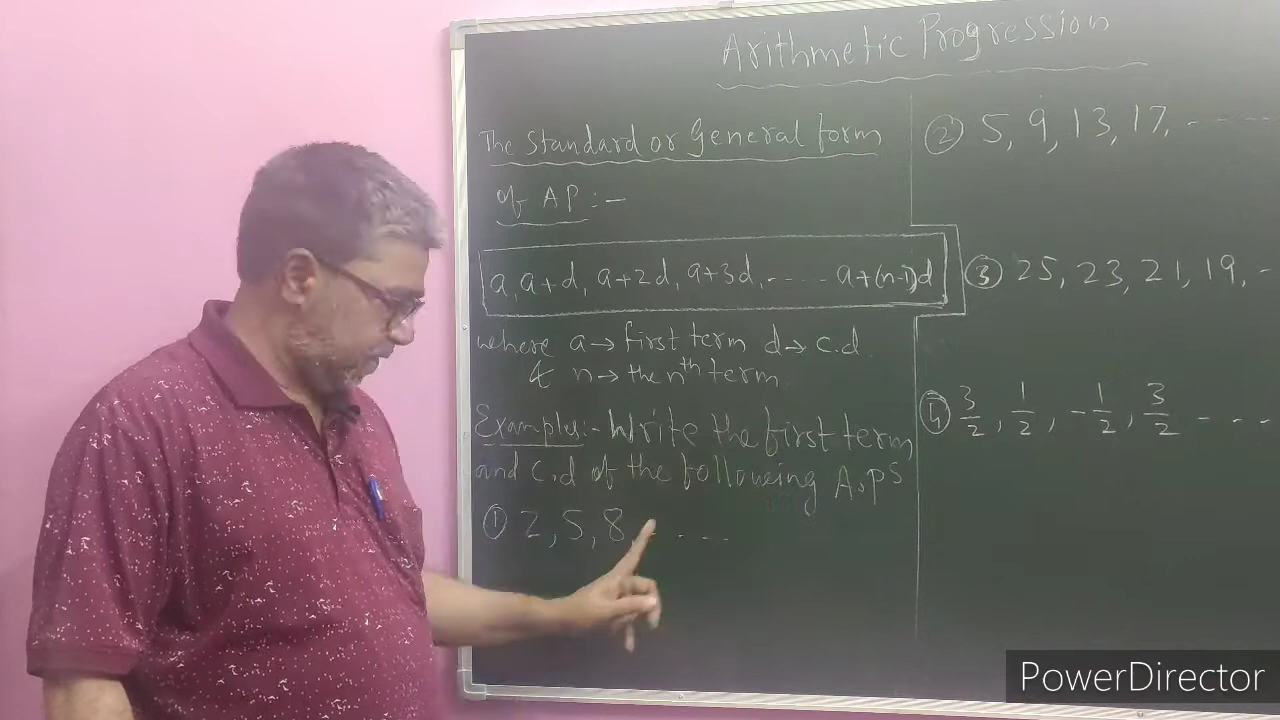 Arithmetic Progression
The Standard or General form
of AP :-
a, a+d, a+2d, a+3d, ..... a+(n-1)d
where a→ first term d→ c.d.
& n→ the nth term.
Examples:- Write the first term
and C.d of the following A.PS
① 2, 5, 8, ....
② 5, 9, 13, 17, ------
③ 25, 23, 21, 19, -
④ 3/2, 1/2, -1/2, 3/2 - - - -
PowerDirector